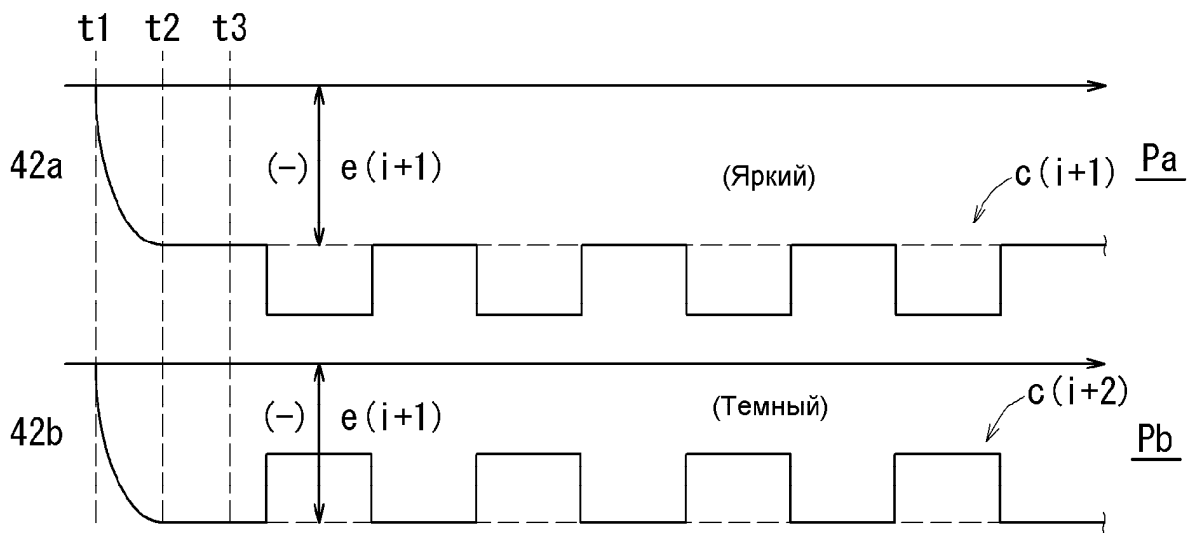 t1 t2 t3
42a (-) e(i+1) (Яркий) c(i+1) Pa
42b (-) e(i+1) (Темный) c(i+2) Pb